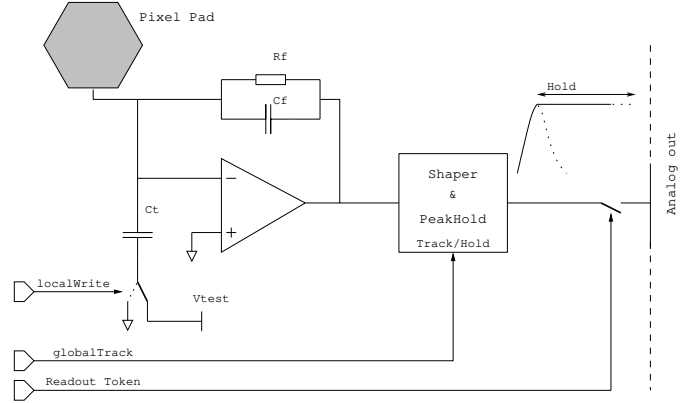 Pixel Pad
Rf
Cf
Hold
Analog out
−
+
Ct
Shaper
&
PeakHold
Track/Hold
localWrite
Vtest
globalTrack
Readout Token